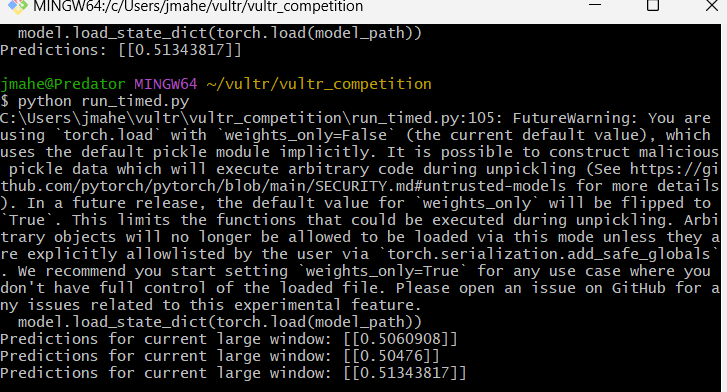 MINGW64:/c/Users/jmahe/vultr/vultr_competition
model.load_state_dict(torch.load(model_path))
Predictions: [[0.51343817]]
jmahe@Predator MINGW64 ~/vultr/vultr_competition
$ python run_timed.py
C:\Users\jmahe\vultr\vultr_competition\run_timed.py:105: FutureWarning: You are
using `torch.load` with `weights_only=False` (the current default value), which
uses the default pickle module implicitly. It is possible to construct malicious
pickle data which will execute arbitrary code during unpickling (See https://gi
thub.com/pytorch/pytorch/blob/main/SECURITY.md#untrusted-models for more details
). In a future release, the default value for `weights_only` will be flipped to
`True`. This limits the functions that could be executed during unpickling. Arbi
trary objects will no longer be allowed to be loaded via this mode unless they a
re explicitly allowlisted by the user via `torch.serialization.add_safe_globals`
. We recommend you start setting `weights_only=True` for any use case where you
don't have full control of the loaded file. Please open an issue on GitHub for a
ny issues related to this experimental feature.
model.load_state_dict(torch.load(model_path))
Predictions for current large window: [[0.5060908]]
Predictions for current large window: [[0.50476]]
Predictions for current large window: [[0.51343817]]